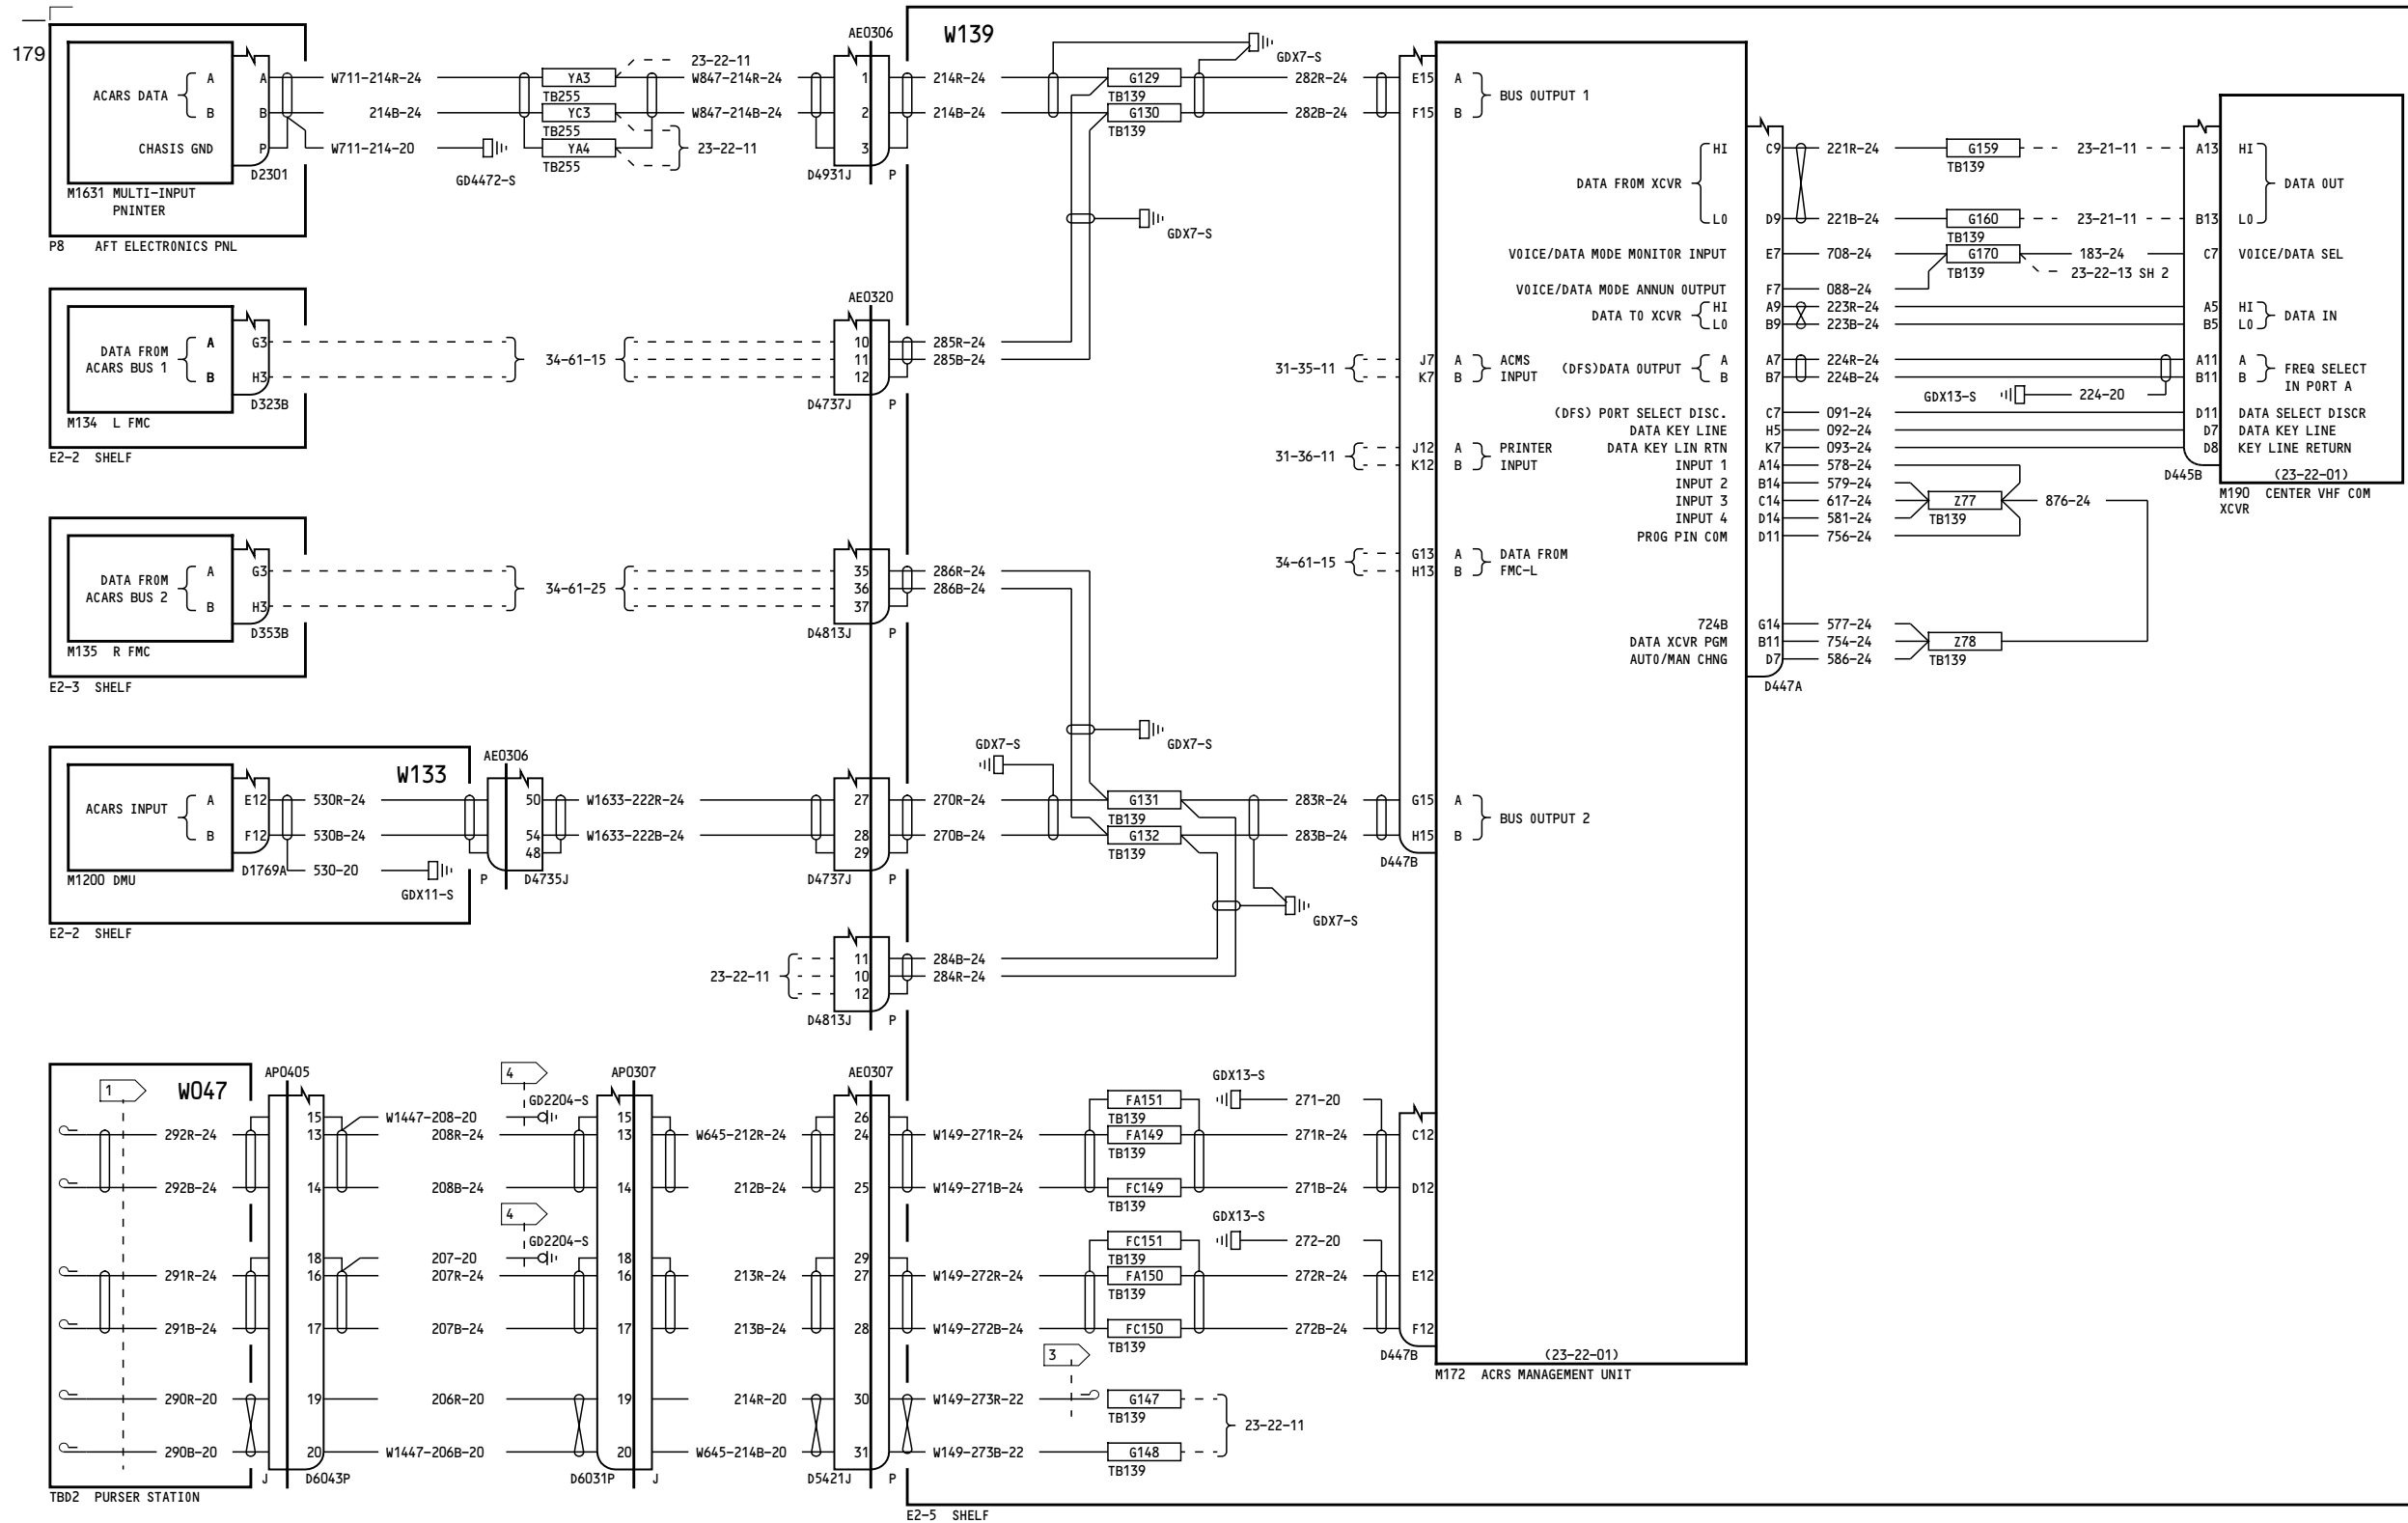 179
W139
AE0306
23-22-11
GDX7-S
ACARS DATA
A
B
A
B
P
CHASIS GND
W711-214R-24
214B-24
W711-214-20
GD4472-S
YA3
TB255
YC3
TB255
YA4
TB255
23-22-11
W847-214R-24
W847-214B-24
1
2
3
D4931J
P
214R-24
214B-24
G129
TB139
G130
TB139
282R-24
282B-24
E15 A
F15 B
BUS OUTPUT 1
D2301
M1631 MULTI-INPUT
PNINTER
P8 AFT ELECTRONICS PNL
GDX7-S
DATA FROM XCVR
HI
LO
C9
D9
221R-24
221B-24
G159
TB139
G160
TB139
23-21-11
23-21-11
A13 HI
B13 LO
DATA OUT
VOICE/DATA MODE MONITOR INPUT E7 708-24
G170
TB139
183-24
23-22-13 SH 2
C7 VOICE/DATA SEL
VOICE/DATA MODE ANNUN OUTPUT F7 088-24
DATA TO XCVR
HI A9 223R-24
LO B9 223B-24
A5 HI
B5 LO
DATA IN
DATA FROM
ACARS BUS 1
A
B
G3
H3
D323B
M134 L FMC
E2-2 SHELF
34-61-15
AE0320
10
11
12
D4737J
P
285R-24
285B-24
31-35-11
J7 A
K7 B
ACMS
INPUT
(DFS)DATA OUTPUT
A A7 224R-24
B B7 224B-24
GDX13-S
224-20
A11 A
B11 B
FREQ SELECT
IN PORT A
(DFS) PORT SELECT DISC. C7 091-24
D11 DATA SELECT DISCR
DATA KEY LINE H5 092-24
D7 DATA KEY LINE
DATA KEY LIN RTN K7 093-24
D8 KEY LINE RETURN
31-36-11
J12 A
K12 B
PRINTER
INPUT
INPUT 1 A14 578-24
INPUT 2 B14 579-24
INPUT 3 C14 617-24
INPUT 4 D14 581-24
PROG PIN COM D11 756-24
Z77
TB139
876-24
D445B
(23-22-01)
M190 CENTER VHF COM
XCVR
DATA FROM
ACARS BUS 2
A
B
G3
H3
D353B
M135 R FMC
E2-3 SHELF
34-61-25
35
36
37
D4813J
P
286R-24
286B-24
34-61-15
G13 A
H13 B
DATA FROM
FMC-L
724B G14 577-24
DATA XCVR PGM B11 754-24
AUTO/MAN CHNG D7 586-24
Z78
TB139
D447A
GDX7-S
GDX7-S
W133
AE0306
ACARS INPUT
A
B
E12
F12
D1769A
530R-24
530B-24
530-20
GDX11-S
M1200 DMU
E2-2 SHELF
P
50
54
48
D4735J
W1633-222R-24
W1633-222B-24
27
28
29
D4737J
P
270R-24
270B-24
G131
TB139
G132
TB139
283R-24
283B-24
G15 A
H15 B
BUS OUTPUT 2
D447B
GDX7-S
23-22-11
11
10
12
D4813J
P
284B-24
284R-24
1
W047
AP0405
4
GD2204-S
AP0307
AE0307
GDX13-S
15
W1447-208-20
15
26
FA151
TB139
271-20
292R-24
13
208R-24
13
W645-212R-24
24
W149-271R-24
FA149
TB139
271R-24
C12
292B-24
14
208B-24
14
212B-24
25
W149-271B-24
FC149
TB139
271B-24
D12
4
GD2204-S
GDX13-S
18
207-20
18
29
FC151
TB139
272-20
291R-24
16
207R-24
16
213R-24
27
W149-272R-24
FA150
TB139
272R-24
E12
291B-24
17
207B-24
17
213B-24
28
W149-272B-24
FC150
TB139
272B-24
F12
D447B
3
(23-22-01)
M172 ACRS MANAGEMENT UNIT
290R-20
19
206R-20
19
214R-20
30
W149-273R-22
G147
TB139
23-22-11
290B-20
20
W1447-206B-20
20
W645-214B-20
31
W149-273B-22
G148
TB139
J
D6043P
D6031P
J
D5421J
P
TBD2 PURSER STATION
E2-5 SHELF